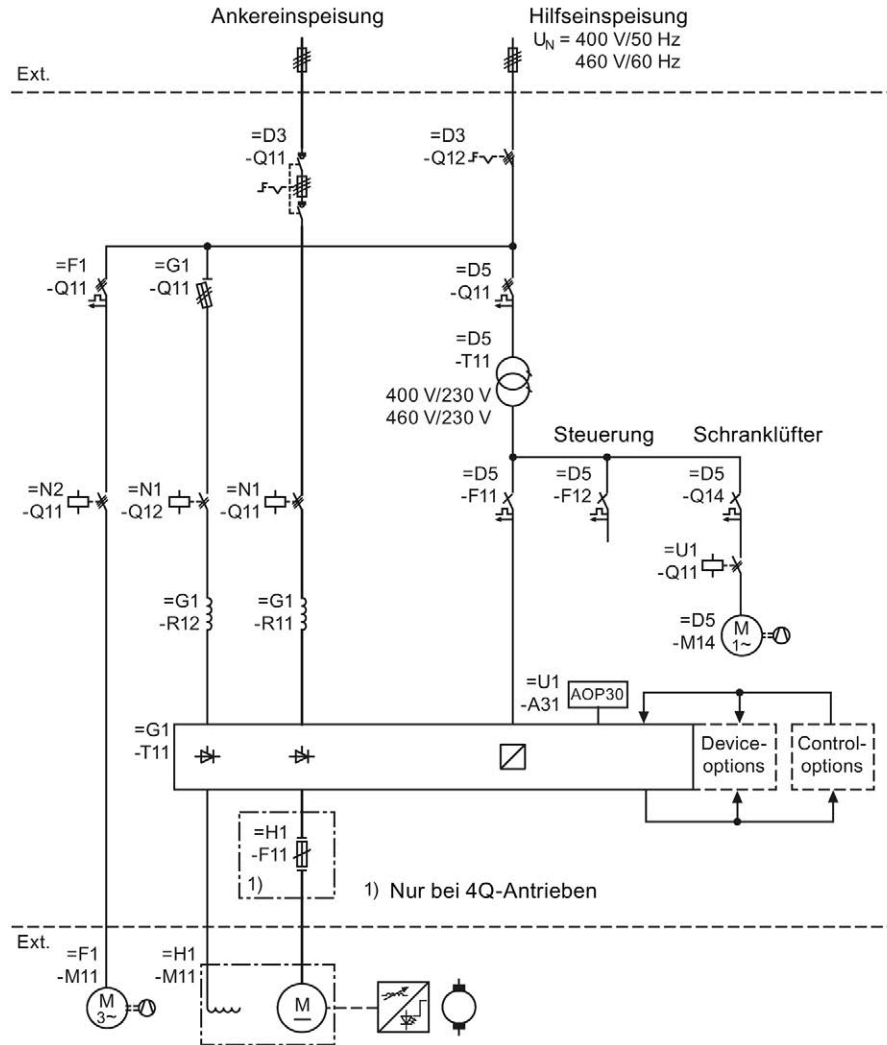 Ankereinspeisung
Hilfseinspeisung
U_N = 400 V/50 Hz
460 V/60 Hz
Ext.
=D3
-Q11
=D3
-Q12
=F1
-Q11
=G1
-Q11
=D5
-Q11
=D5
-T11
400 V/230 V
460 V/230 V
Steuerung
Schranklüfter
=N2
-Q11
=N1
-Q12
=N1
-Q11
=D5
-F11
=D5
-F12
=D5
-Q14
=U1
-Q11
=G1
-R12
=G1
-R11
=D5
-M14
M
1~
=U1
-A31
AOP30
=G1
-T11
Device-
options
Control-
options
=H1
-F11
1)
1) Nur bei 4Q-Antrieben
Ext.
=F1
-M11
=H1
-M11
M
3~
M